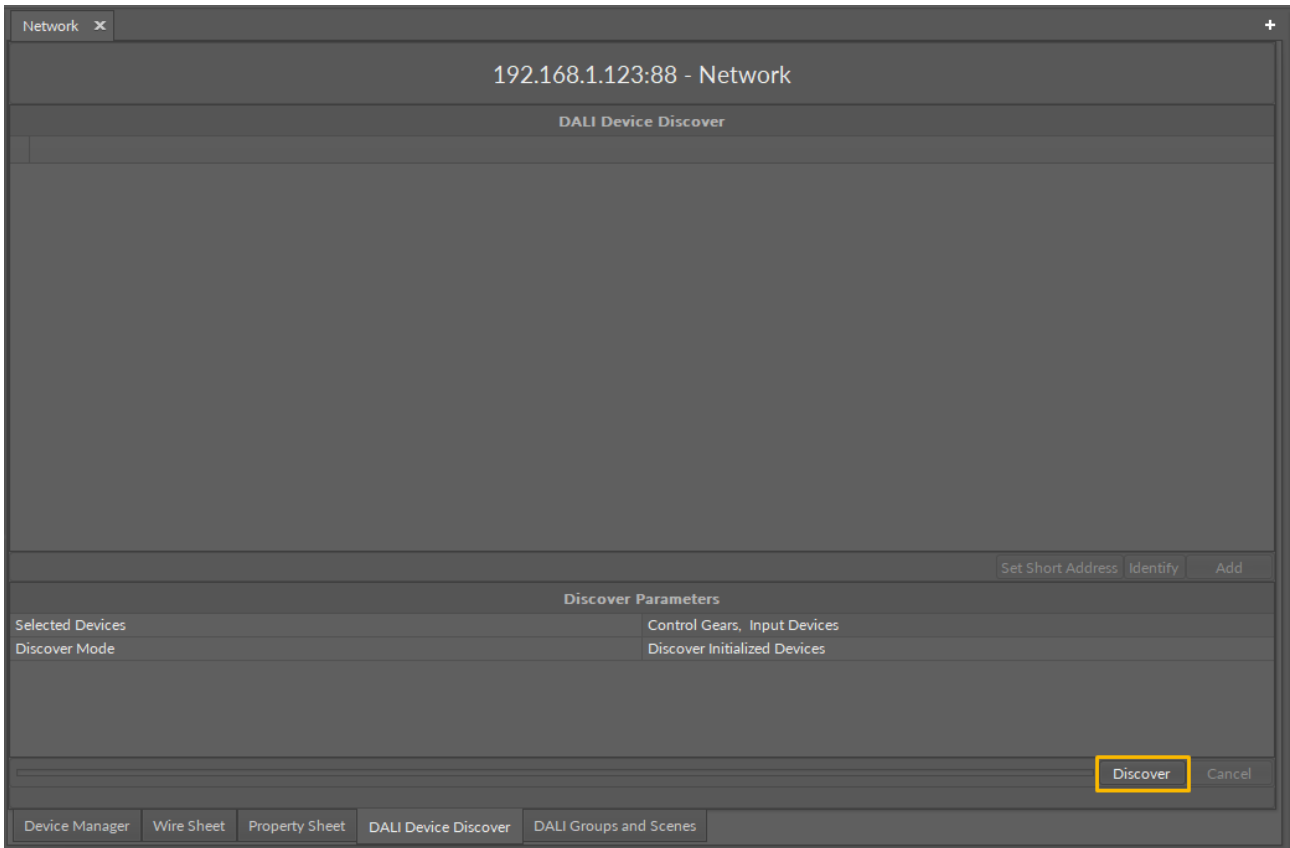 Network ×
+
192.168.1.123:88 - Network
DALI Device Discover
Set Short Address Identify Add
Discover Parameters
Selected Devices Control Gears, Input Devices
Discover Mode Discover Initialized Devices
Discover Cancel
Device Manager Wire Sheet Property Sheet DALI Device Discover DALI Groups and Scenes